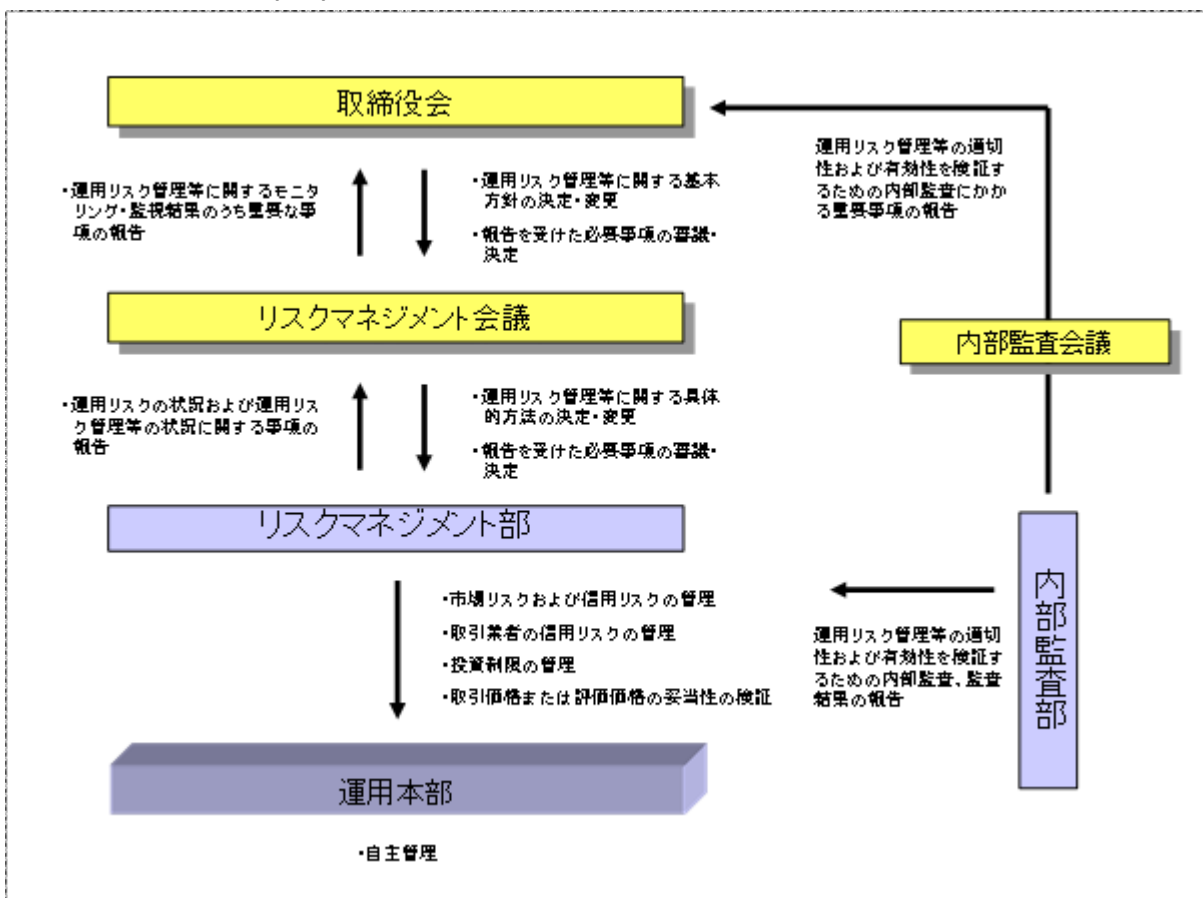 取締役会
・運用リスク管理等に関するモニ
タリング・監視結果のうち重要な事
項の報告
・運用リスク管理等に関する基本
方針の決定・変更
・報告を受けた必要事項の審議・
決定
運用リスク管理等の適切
性および有効性を検証す
るための内部監査にかか
る重要事項の報告
リスクマネジメント会議
内部監査会議
・運用リスクの状況および運用リス
ク管理等の状況に関する事項の
報告
・運用リスク管理等に関する具体
的方法の決定・変更
・報告を受けた必要事項の審議・
決定
リスクマネジメント部
・市場リスクおよび信用リスクの管理
・取引業者の信用リスクの管理
・投資制限の管理
・取引価格または評価価格の妥当性の検証
運用リスク管理等の適切
性および有効性を検証す
るための内部監査、監査
結果の報告
内部監査部
運用本部
・自主管理